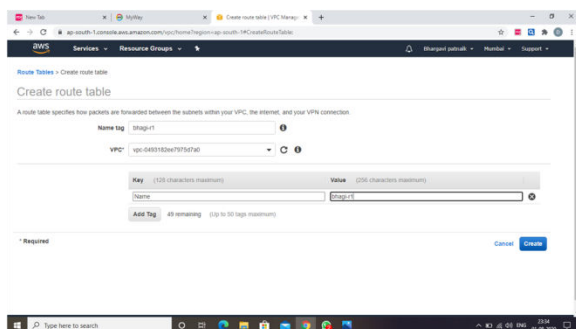 New Tab
MyWay
Create route table | VPC Manag
ap-south-1.console.aws.amazon.com/vpc/home?region=ap-south-1#CreateRouteTable:
aws Services Resource Groups Bhargavi patnaik Mumbai Support
Route Tables > Create route table
Create route table
A route table specifies how packets are forwarded between the subnets within your VPC, the internet, and your VPN connection.
Name tag bhagi-r1
VPC* vpc-0493182ee7975d7a0
Key (128 characters maximum) Value (256 characters maximum)
Name bhagi-r1
Add Tag 49 remaining (Up to 50 tags maximum)
* Required Cancel Create
Type here to search ENG 23:34